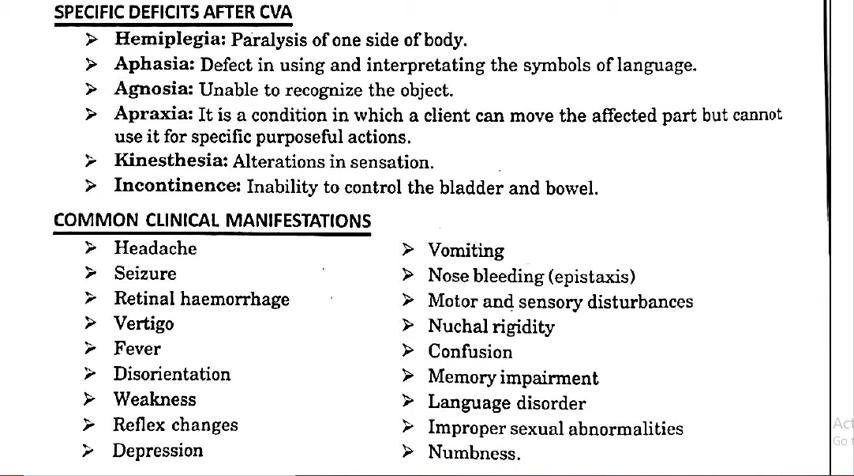 SPECIFIC DEFICITS AFTER CVA
➢ Hemiplegia: Paralysis of one side of body.
➢ Aphasia: Defect in using and interpretating the symbols of language.
➢ Agnosia: Unable to recognize the object.
➢ Apraxia: It is a condition in which a client can move the affected part but cannot
use it for specific purposeful actions.
➢ Kinesthesia: Alterations in sensation.
➢ Incontinence: Inability to control the bladder and bowel.
COMMON CLINICAL MANIFESTATIONS
➢ Headache
➢ Seizure
➢ Retinal haemorrhage
➢ Vertigo
➢ Fever
➢ Disorientation
➢ Weakness
➢ Reflex changes
➢ Depression
➢ Vomiting
➢ Nose bleeding (epistaxis)
➢ Motor and sensory disturbances
➢ Nuchal rigidity
➢ Confusion
➢ Memory impairment
➢ Language disorder
➢ Improper sexual abnormalities
➢ Numbness.
Act
Go t